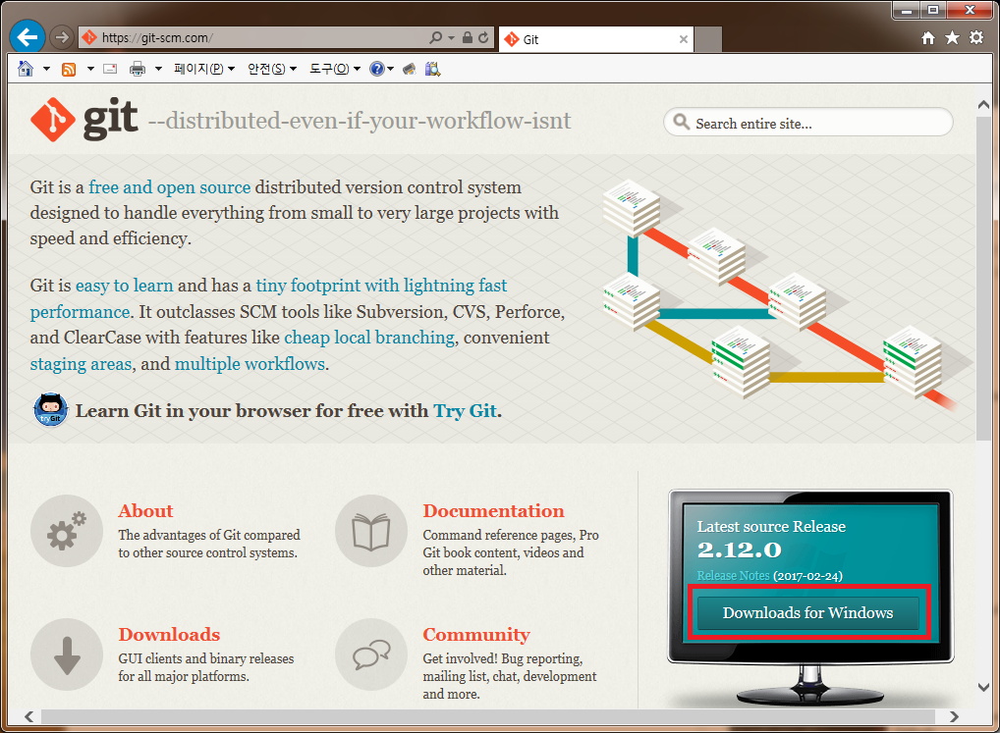 https://git-scm.com/
Git
페이지(P)
안전(S)
도구(O)
git --distributed-even-if-your-workflow-isnt
Search entire site...
Git is a free and open source distributed version control system
designed to handle everything from small to very large projects with
speed and efficiency.
Git is easy to learn and has a tiny footprint with lightning fast
performance. It outclasses SCM tools like Subversion, CVS, Perforce,
and ClearCase with features like cheap local branching, convenient
staging areas, and multiple workflows.
tryGit
Learn Git in your browser for free with Try Git.
About
The advantages of Git compared
to other source control systems.
Documentation
Command reference pages, Pro
Git book content, videos and
other material.
Downloads
GUI clients and binary releases
for all major platforms.
Community
Get involved! Bug reporting,
mailing list, chat, development
and more.
Latest source Release
2.12.0
Release Notes (2017-02-24)
Downloads for Windows